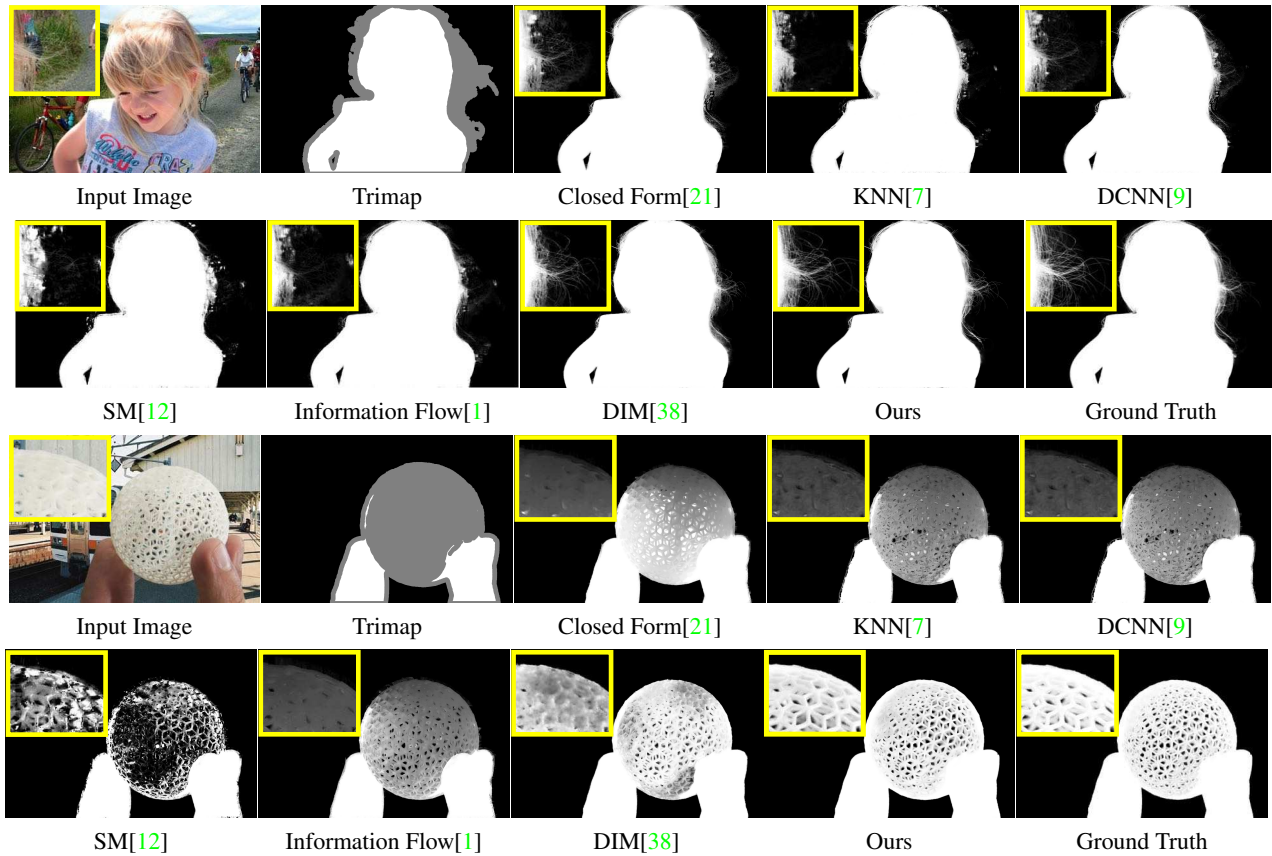 Input Image
Trimap
Closed Form[21]
KNN[7]
DCNN[9]
SM[12]
Information Flow[1]
DIM[38]
Ours
Ground Truth
Input Image
Trimap
Closed Form[21]
KNN[7]
DCNN[9]
SM[12]
Information Flow[1]
DIM[38]
Ours
Ground Truth